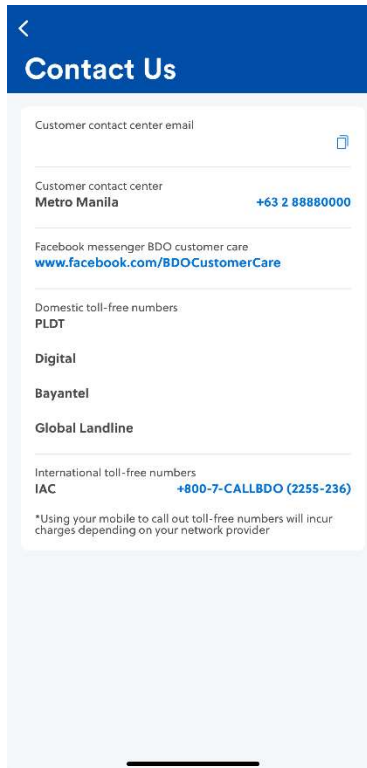 Contact Us
Customer contact center email
Customer contact center
Metro Manila +63 2 88880000
Facebook messenger BDO customer care
www.facebook.com/BDOCustomerCare
Domestic toll-free numbers
PLDT
Digital
Bayantel
Global Landline
International toll-free numbers
IAC +800-7-CALLBDO (2255-236)
*Using your mobile to call out toll-free numbers will incur
charges depending on your network provider